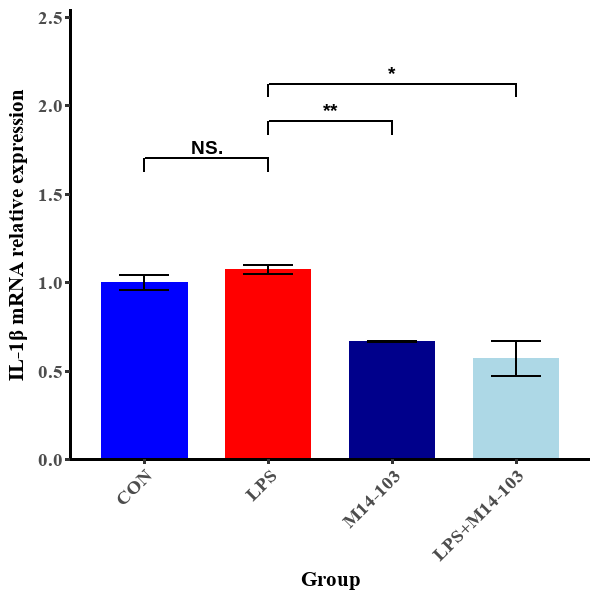 2.5
*
2.0
**
NS.
1.5
1.0
0.5
0.0
IL-1β mRNA relative expression
CON
LPS
M14-103
LPS+M14-103
Group